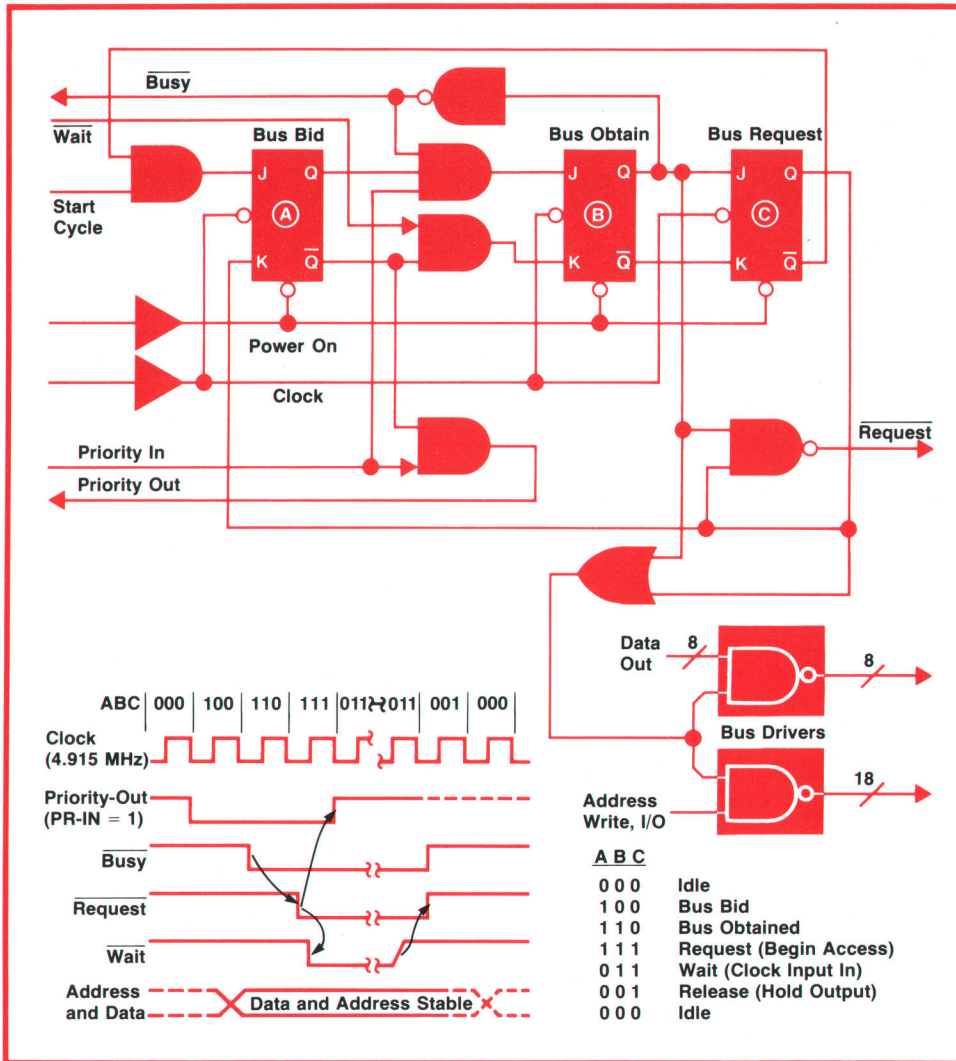 Busy
Wait
Bus Bid
Bus Obtain
Bus Request
Start
Cycle
J Q
A
K Q
J Q
B
K Q
J Q
C
K Q
Power On
Clock
Priority In
Priority Out
Request
Data
Out
8
8
Bus Drivers
Address
Write, I/O
18
ABC 000 100 110 111 011 011 001 000
Clock
(4.915 MHz)
Priority-Out
(PR-IN = 1)
Busy
Request
Wait
Address
and Data
Data and Address Stable
A B C
0 0 0 Idle
1 0 0 Bus Bid
1 1 0 Bus Obtained
1 1 1 Request (Begin Access)
0 1 1 Wait (Clock Input In)
0 0 1 Release (Hold Output)
0 0 0 Idle